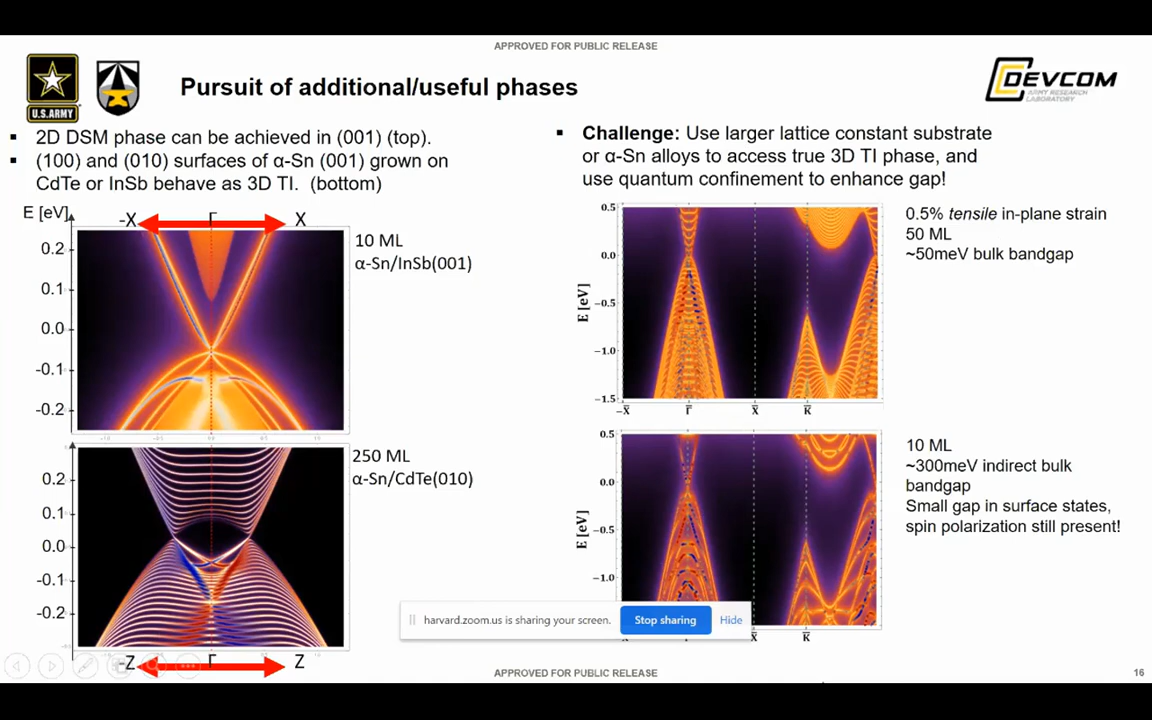 APPROVED FOR PUBLIC RELEASE
U.S.ARMY
Pursuit of additional/useful phases
DEVCOM
ARMY RESEARCH
LABORATORY
▪ 2D DSM phase can be achieved in (001) (top).
▪ (100) and (010) surfaces of α-Sn (001) grown on
CdTe or InSb behave as 3D TI. (bottom)
E [eV]
-X Γ X
0.2
0.1
0.0
-0.1
-0.2
10 ML
α-Sn/InSb(001)
0.2
0.1
0.0
-0.1
-0.2
250 ML
α-Sn/CdTe(010)
-Z Γ Z
▪ Challenge: Use larger lattice constant substrate
or α-Sn alloys to access true 3D TI phase, and
use quantum confinement to enhance gap!
0.5
0.0
-0.5
-1.0
-1.5
E [eV]
-X̅ Γ̅ X̅ K̅
0.5% tensile in-plane strain
50 ML
~50meV bulk bandgap
0.5
0.0
-0.5
-1.0
E [eV]
X̅ K̅
10 ML
~300meV indirect bulk
bandgap
Small gap in surface states,
spin polarization still present!
harvard.zoom.us is sharing your screen. Stop sharing Hide
APPROVED FOR PUBLIC RELEASE
16